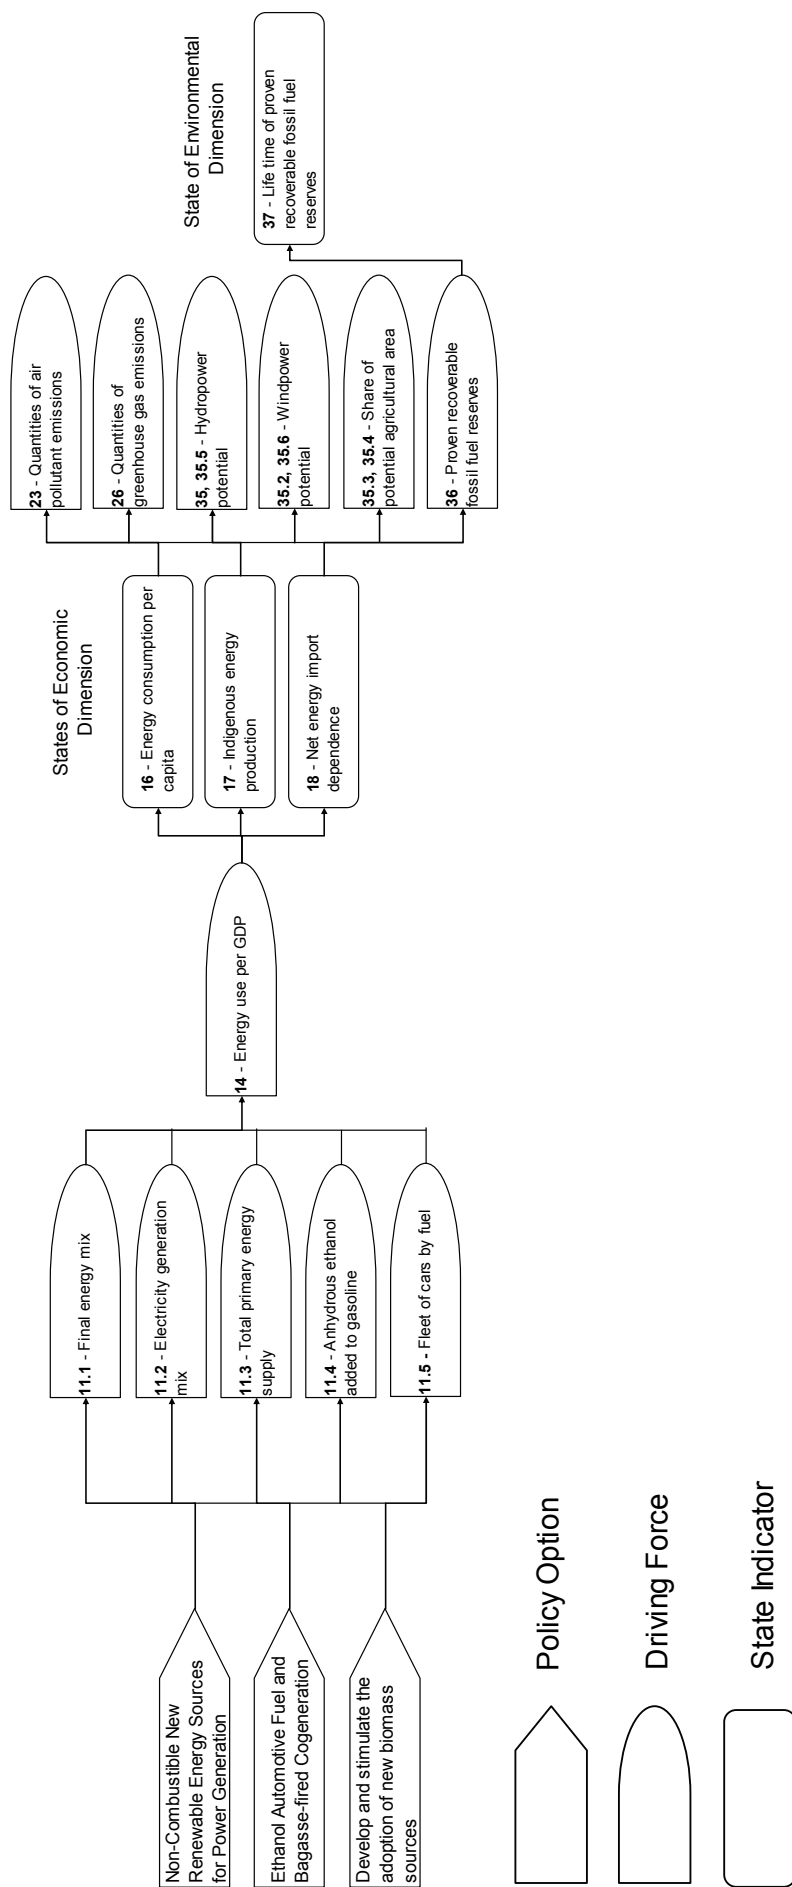 Non-Combustible New
Renewable Energy Sources
for Power Generation
Ethanol Automotive Fuel and
Bagasse-fired Cogeneration
Develop and stimulate the
adoption of new biomass
sources
11.1 - Final energy mix
11.2 - Electricity generation
mix
11.3 - Total primary energy
supply
11.4 - Anhydrous ethanol
added to gasoline
11.5 - Fleet of cars by fuel
14 - Energy use per GDP
States of Economic
Dimension
16 - Energy consumption per
capita
17 - Indigenous energy
production
18 - Net energy import
dependence
23 - Quantities of air
pollutant emissions
26 - Quantities of
greenhouse gas emissions
35, 35.5 - Hydropower
potential
35.2, 35.6 - Windpower
potential
35.3, 35.4 - Share of
potential agricultural area
36 - Proven recoverable
fossil fuel reserves
State of Environmental
Dimension
37 - Life time of proven
recoverable fossil fuel
reserves
Policy Option
Driving Force
State Indicator